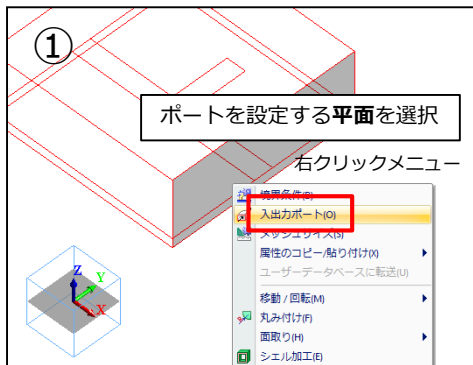 ①
ポートを設定する平面を選択
右クリックメニュー
境界条件(B)
入出力ポート(O)
メッシュサイズ(S)
属性のコピー/貼り付け(X)
ユーザーデータベースに転送(U)
移動 / 回転(M)
丸み付け(F)
面取り(H)
シェル加工(E)
Z
Y
X